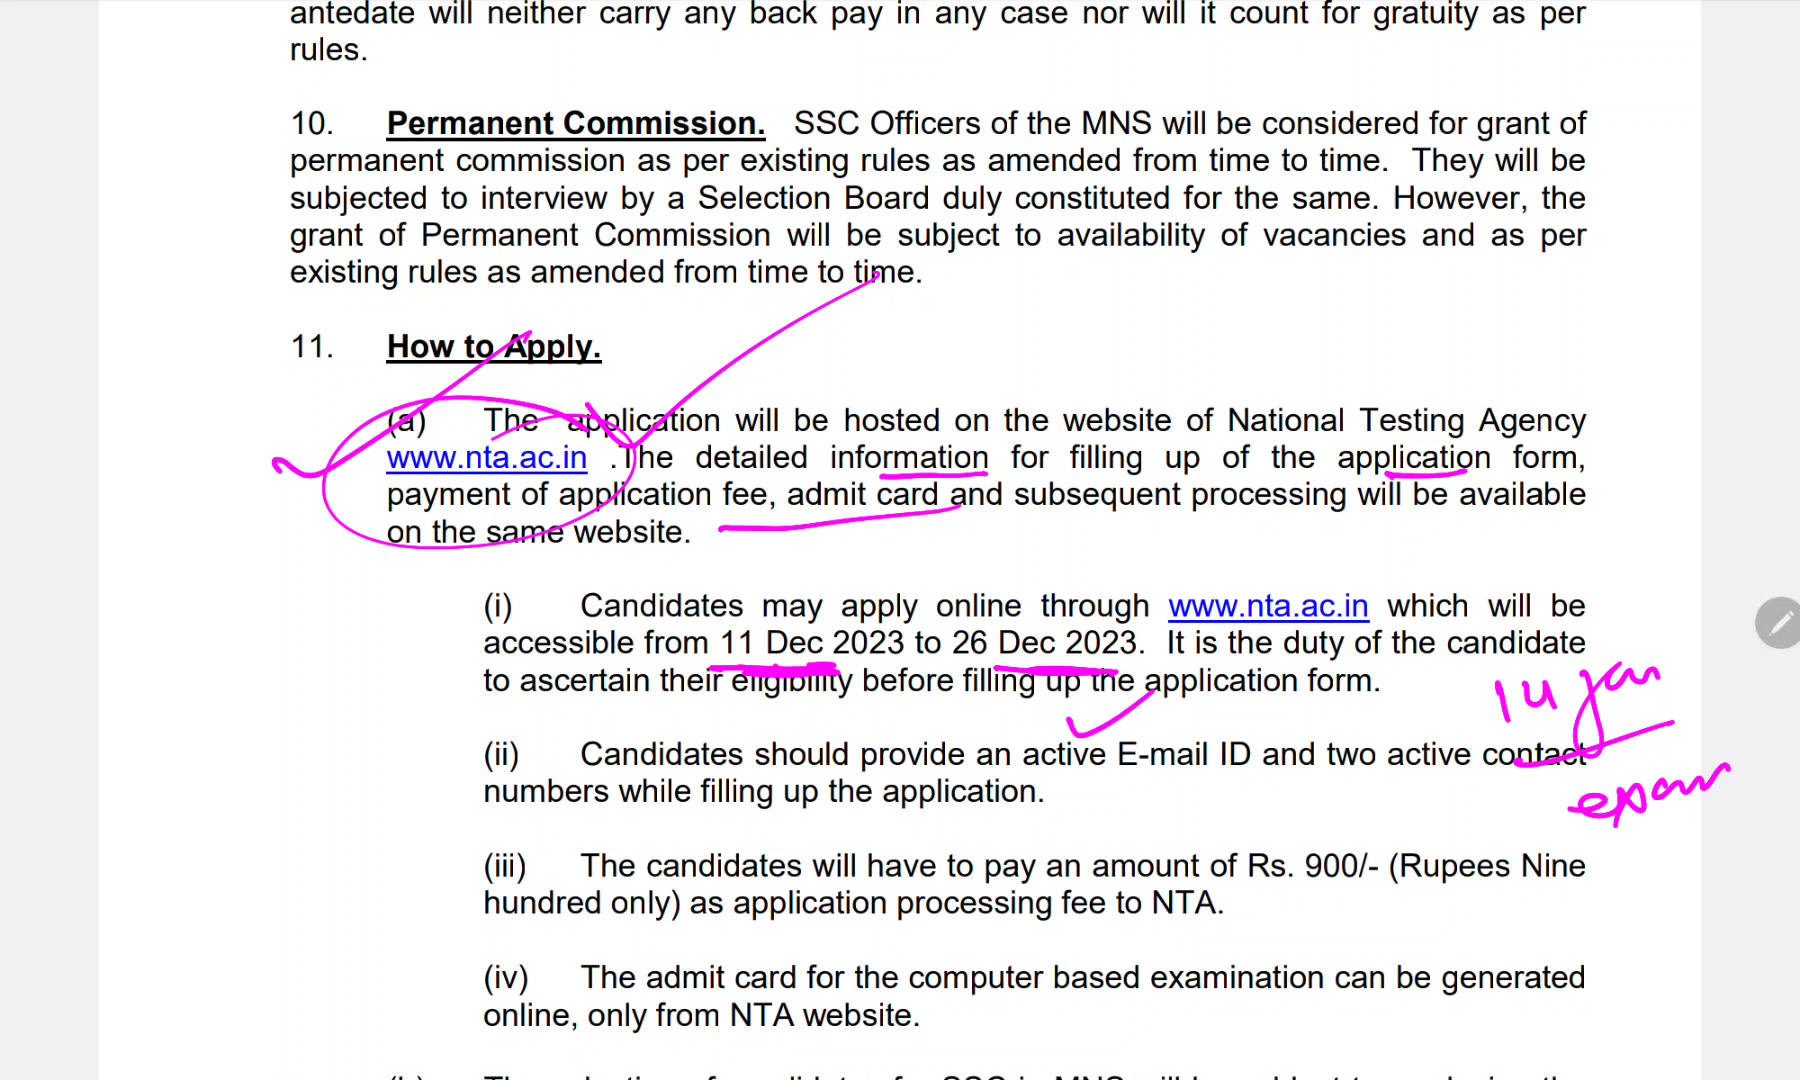 antedate will neither carry any back pay in any case nor will it count for gratuity as per
rules.
10. Permanent Commission. SSC Officers of the MNS will be considered for grant of
permanent commission as per existing rules as amended from time to time. They will be
subjected to interview by a Selection Board duly constituted for the same. However, the
grant of Permanent Commission will be subject to availability of vacancies and as per
existing rules as amended from time to time.
11. How to Apply.
(a) The application will be hosted on the website of National Testing Agency
www.nta.ac.in .The detailed information for filling up of the application form,
payment of application fee, admit card and subsequent processing will be available
on the same website.
(i) Candidates may apply online through www.nta.ac.in which will be
accessible from 11 Dec 2023 to 26 Dec 2023. It is the duty of the candidate
to ascertain their eligibility before filling up the application form.
14 jan
(ii) Candidates should provide an active E-mail ID and two active contact
numbers while filling up the application.
exam
(iii) The candidates will have to pay an amount of Rs. 900/- (Rupees Nine
hundred only) as application processing fee to NTA.
(iv) The admit card for the computer based examination can be generated
online, only from NTA website.